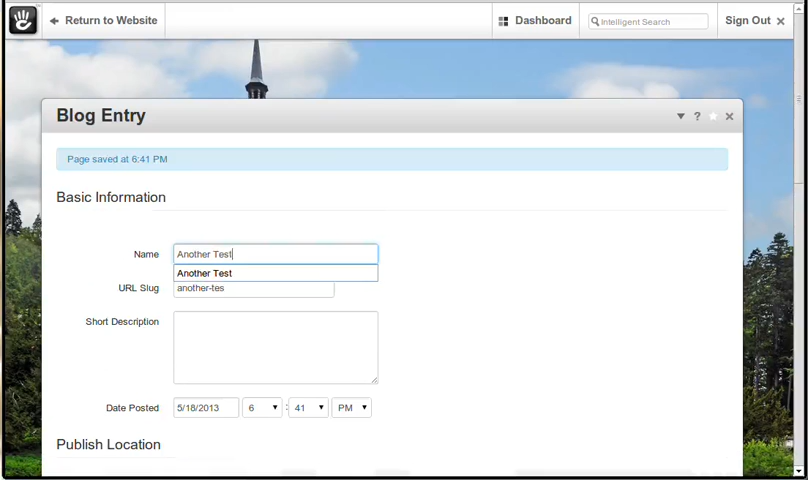 Return to Website
Dashboard
Intelligent Search
Sign Out
Blog Entry
?
Page saved at 6:41 PM
Basic Information
Name
Another Test
Another Test
URL Slug
another-tes
Short Description
Date Posted
5/18/2013
6
:
41
PM
Publish Location